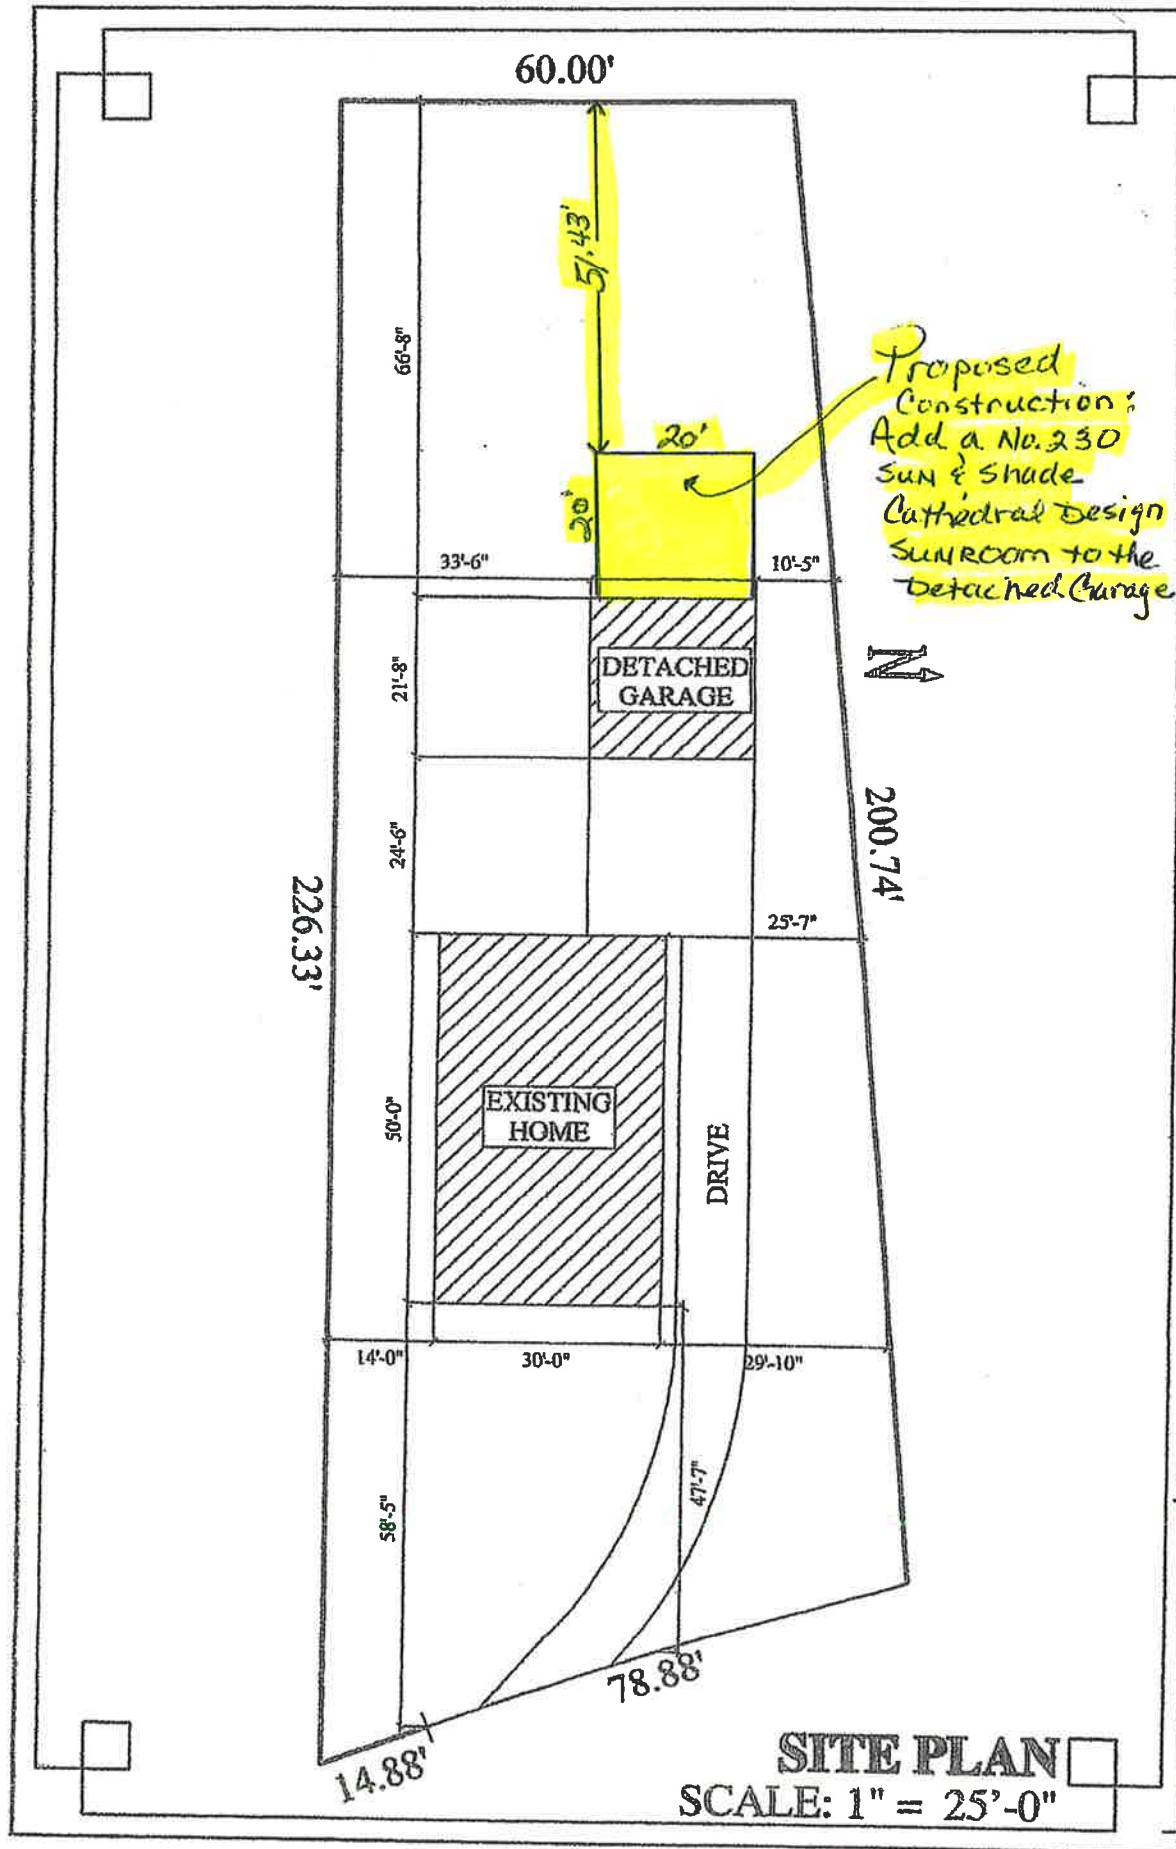 60.00'
51.43'
66'-8"
Proposed
Construction:
Add a No. 230
Sun & Shade
Cathedral Design
SUNROOM to the
Detached Garage
20'
20'
33'-6"
10'-5"
N
DETACHED
GARAGE
21'-8"
24'-6"
200.74'
226.33'
25'-7"
EXISTING
HOME
50'-0"
DRIVE
14'-0"
30'-0"
29'-10"
58'-5"
47'-7"
78.88'
14.88'
SITE PLAN
SCALE: 1" = 25'-0"